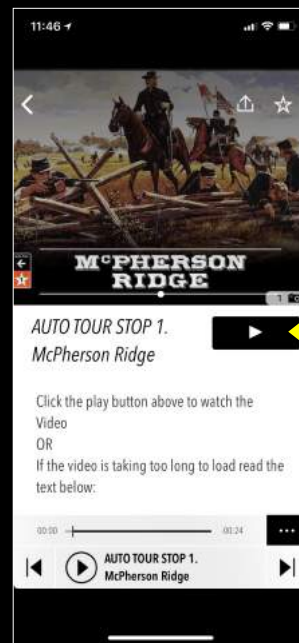 11:46
McPHERSON
RIDGE
1
AUTO TOUR STOP 1.
McPherson Ridge
Click the play button above to watch the
Video
OR
If the video is taking too long to load read the
text below:
00:00
00:24
AUTO TOUR STOP 1.
McPherson Ridge